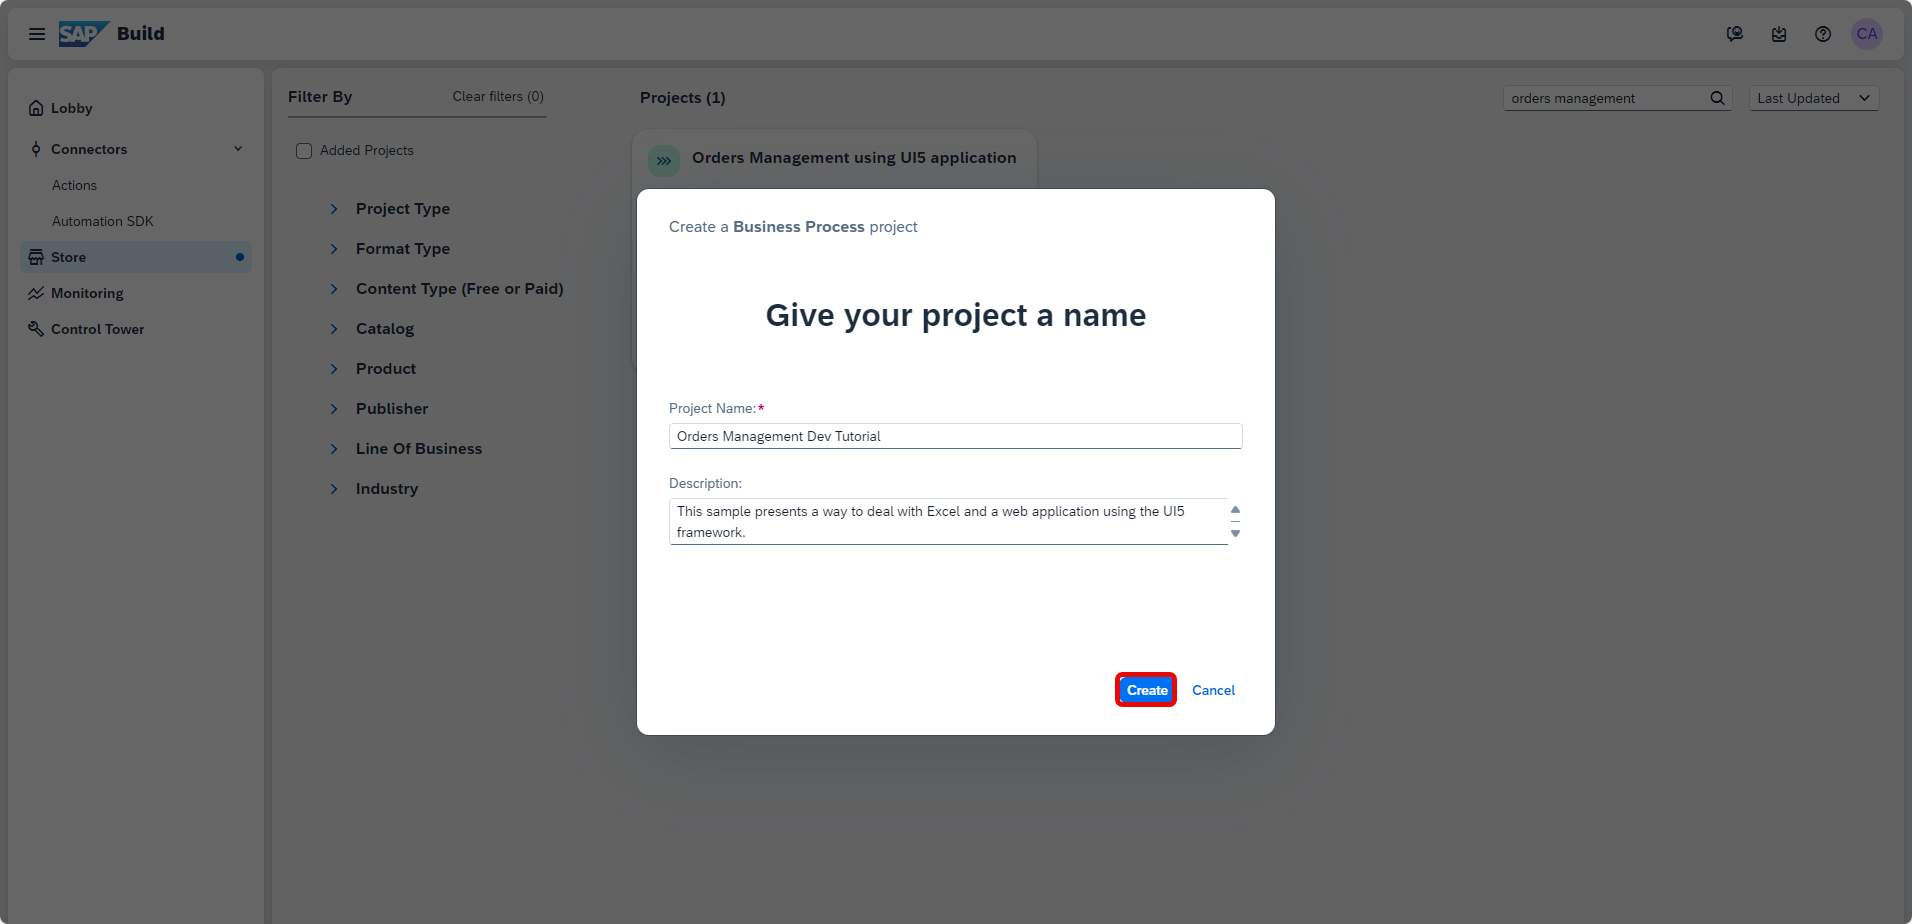 SAP Build
CA
Lobby
Connectors
Actions
Automation SDK
Store
Monitoring
Control Tower
Filter By
Clear filters (0)
Added Projects
Project Type
Format Type
Content Type (Free or Paid)
Catalog
Product
Publisher
Line Of Business
Industry
Projects (1)
orders management
Last Updated
Orders Management using UI5 application
Create a Business Process project
Give your project a name
Project Name:*
Orders Management Dev Tutorial
Description:
This sample presents a way to deal with Excel and a web application using the UI5
framework.
Create
Cancel